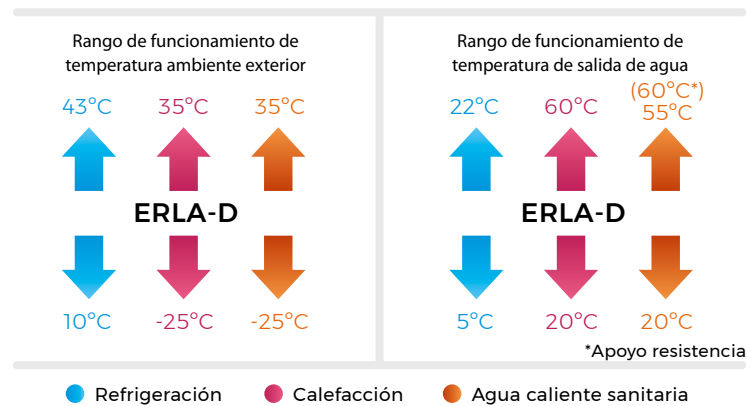 Rango de funcionamiento de
temperatura ambiente exterior
43°C 35°C 35°C
ERLA-D
10°C -25°C -25°C
Rango de funcionamiento de
temperatura de salida de agua
(60°C*)
22°C 60°C 55°C
ERLA-D
5°C 20°C 20°C
*Apoyo resistencia
Refrigeración Calefacción Agua caliente sanitaria